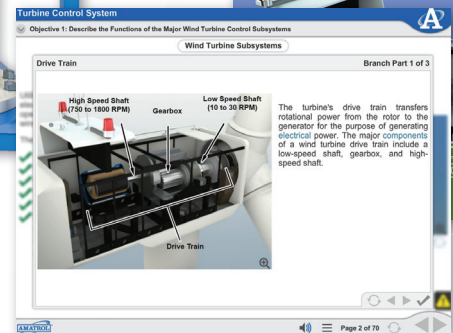 Turbine Control System
Objective 1: Describe the Functions of the Major Wind Turbine Control Subsystems
Wind Turbine Subsystems
Drive Train
Branch Part 1 of 3
High Speed Shaft
(750 to 1800 RPM)
Gearbox
Low Speed Shaft
(10 to 30 RPM)
Drive Train
The turbine's drive train transfers
rotational power from the rotor to the
generator for the purpose of generating
electrical power. The major components
of a wind turbine drive train include a
low-speed shaft, gearbox, and high-
speed shaft.
AMATROL
Page 2 of 70